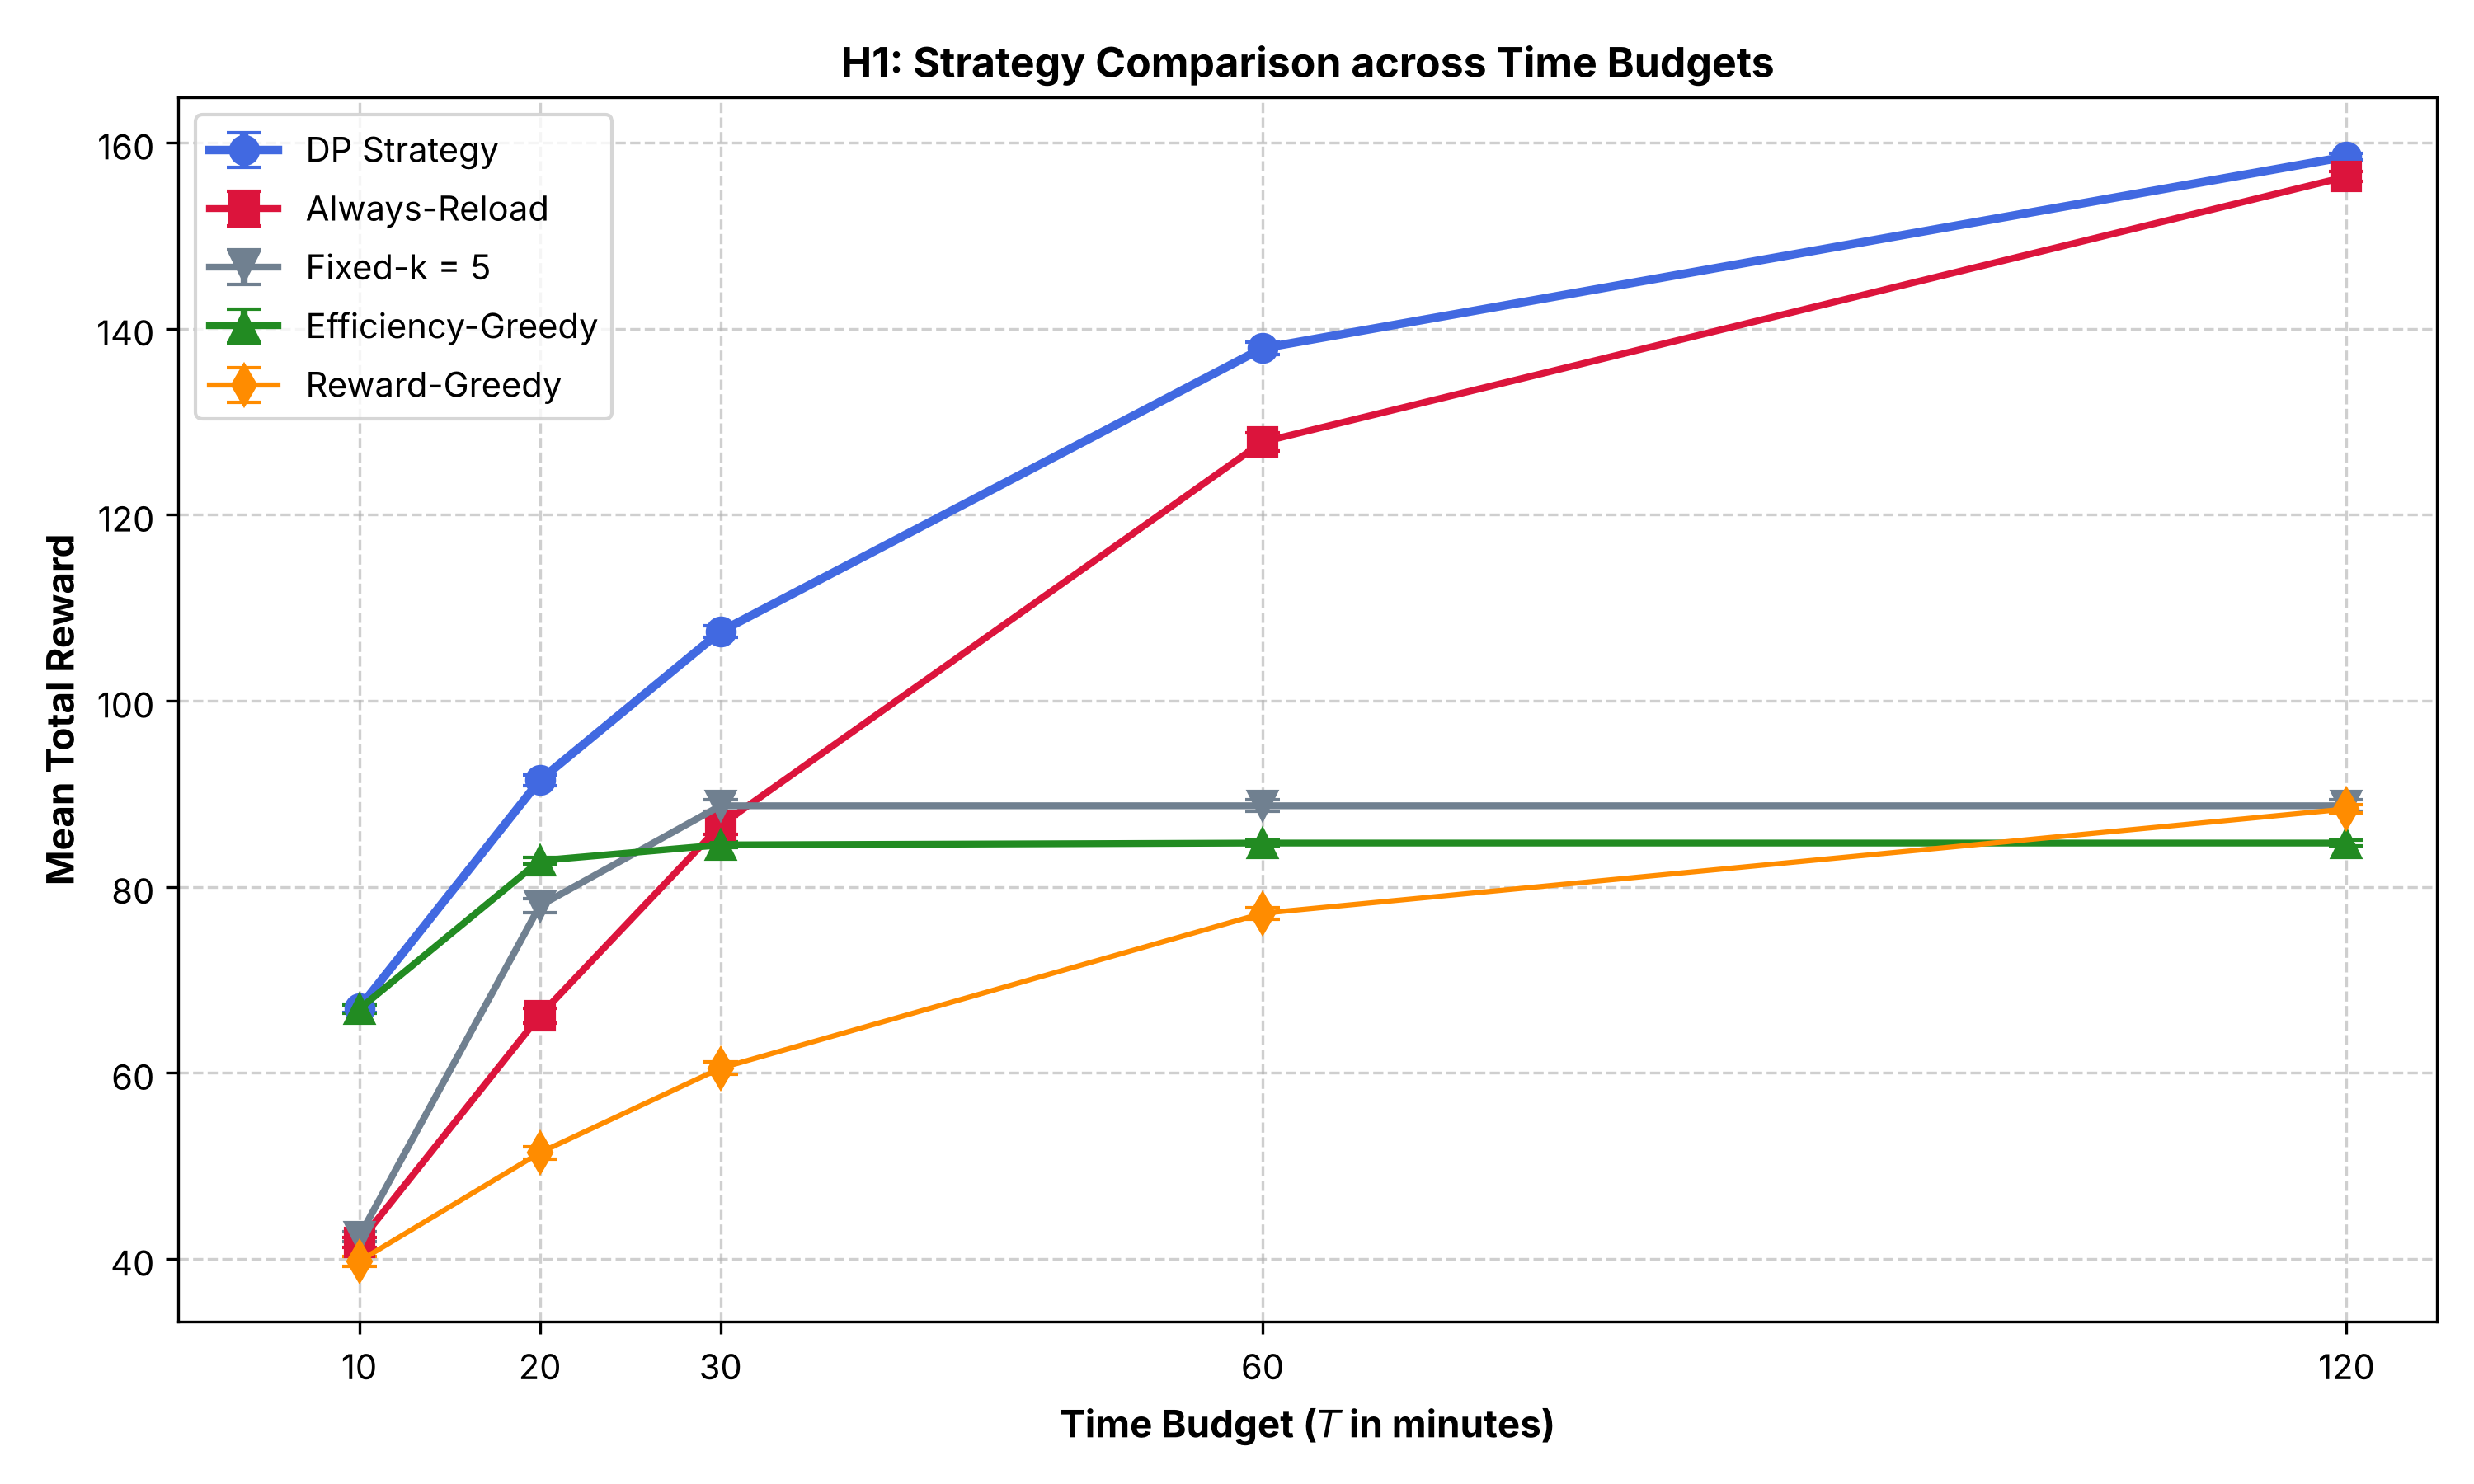 H1: Strategy Comparison across Time Budgets
DP Strategy
Always-Reload
Fixed-k = 5
Efficiency-Greedy
Reward-Greedy
Mean Total Reward
160
140
120
100
80
60
40
10 20 30 60 120
Time Budget (T in minutes)